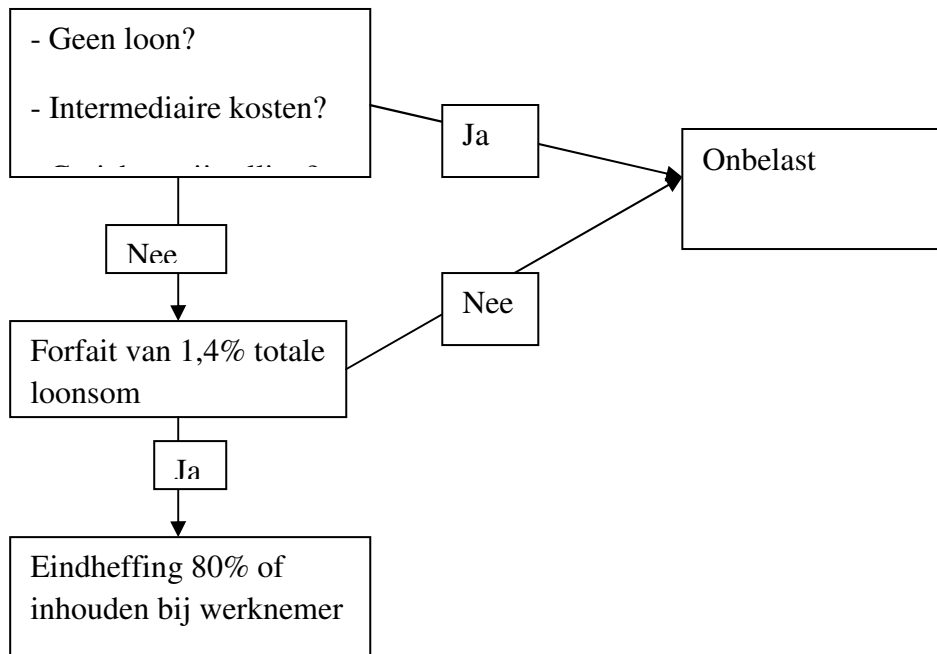 - Geen loon?
- Intermediaire kosten?
Ja
Onbelast
Nee
Nee
Forfait van 1,4% totale
loonsom
Ja
Eindheffing 80% of
inhouden bij werknemer